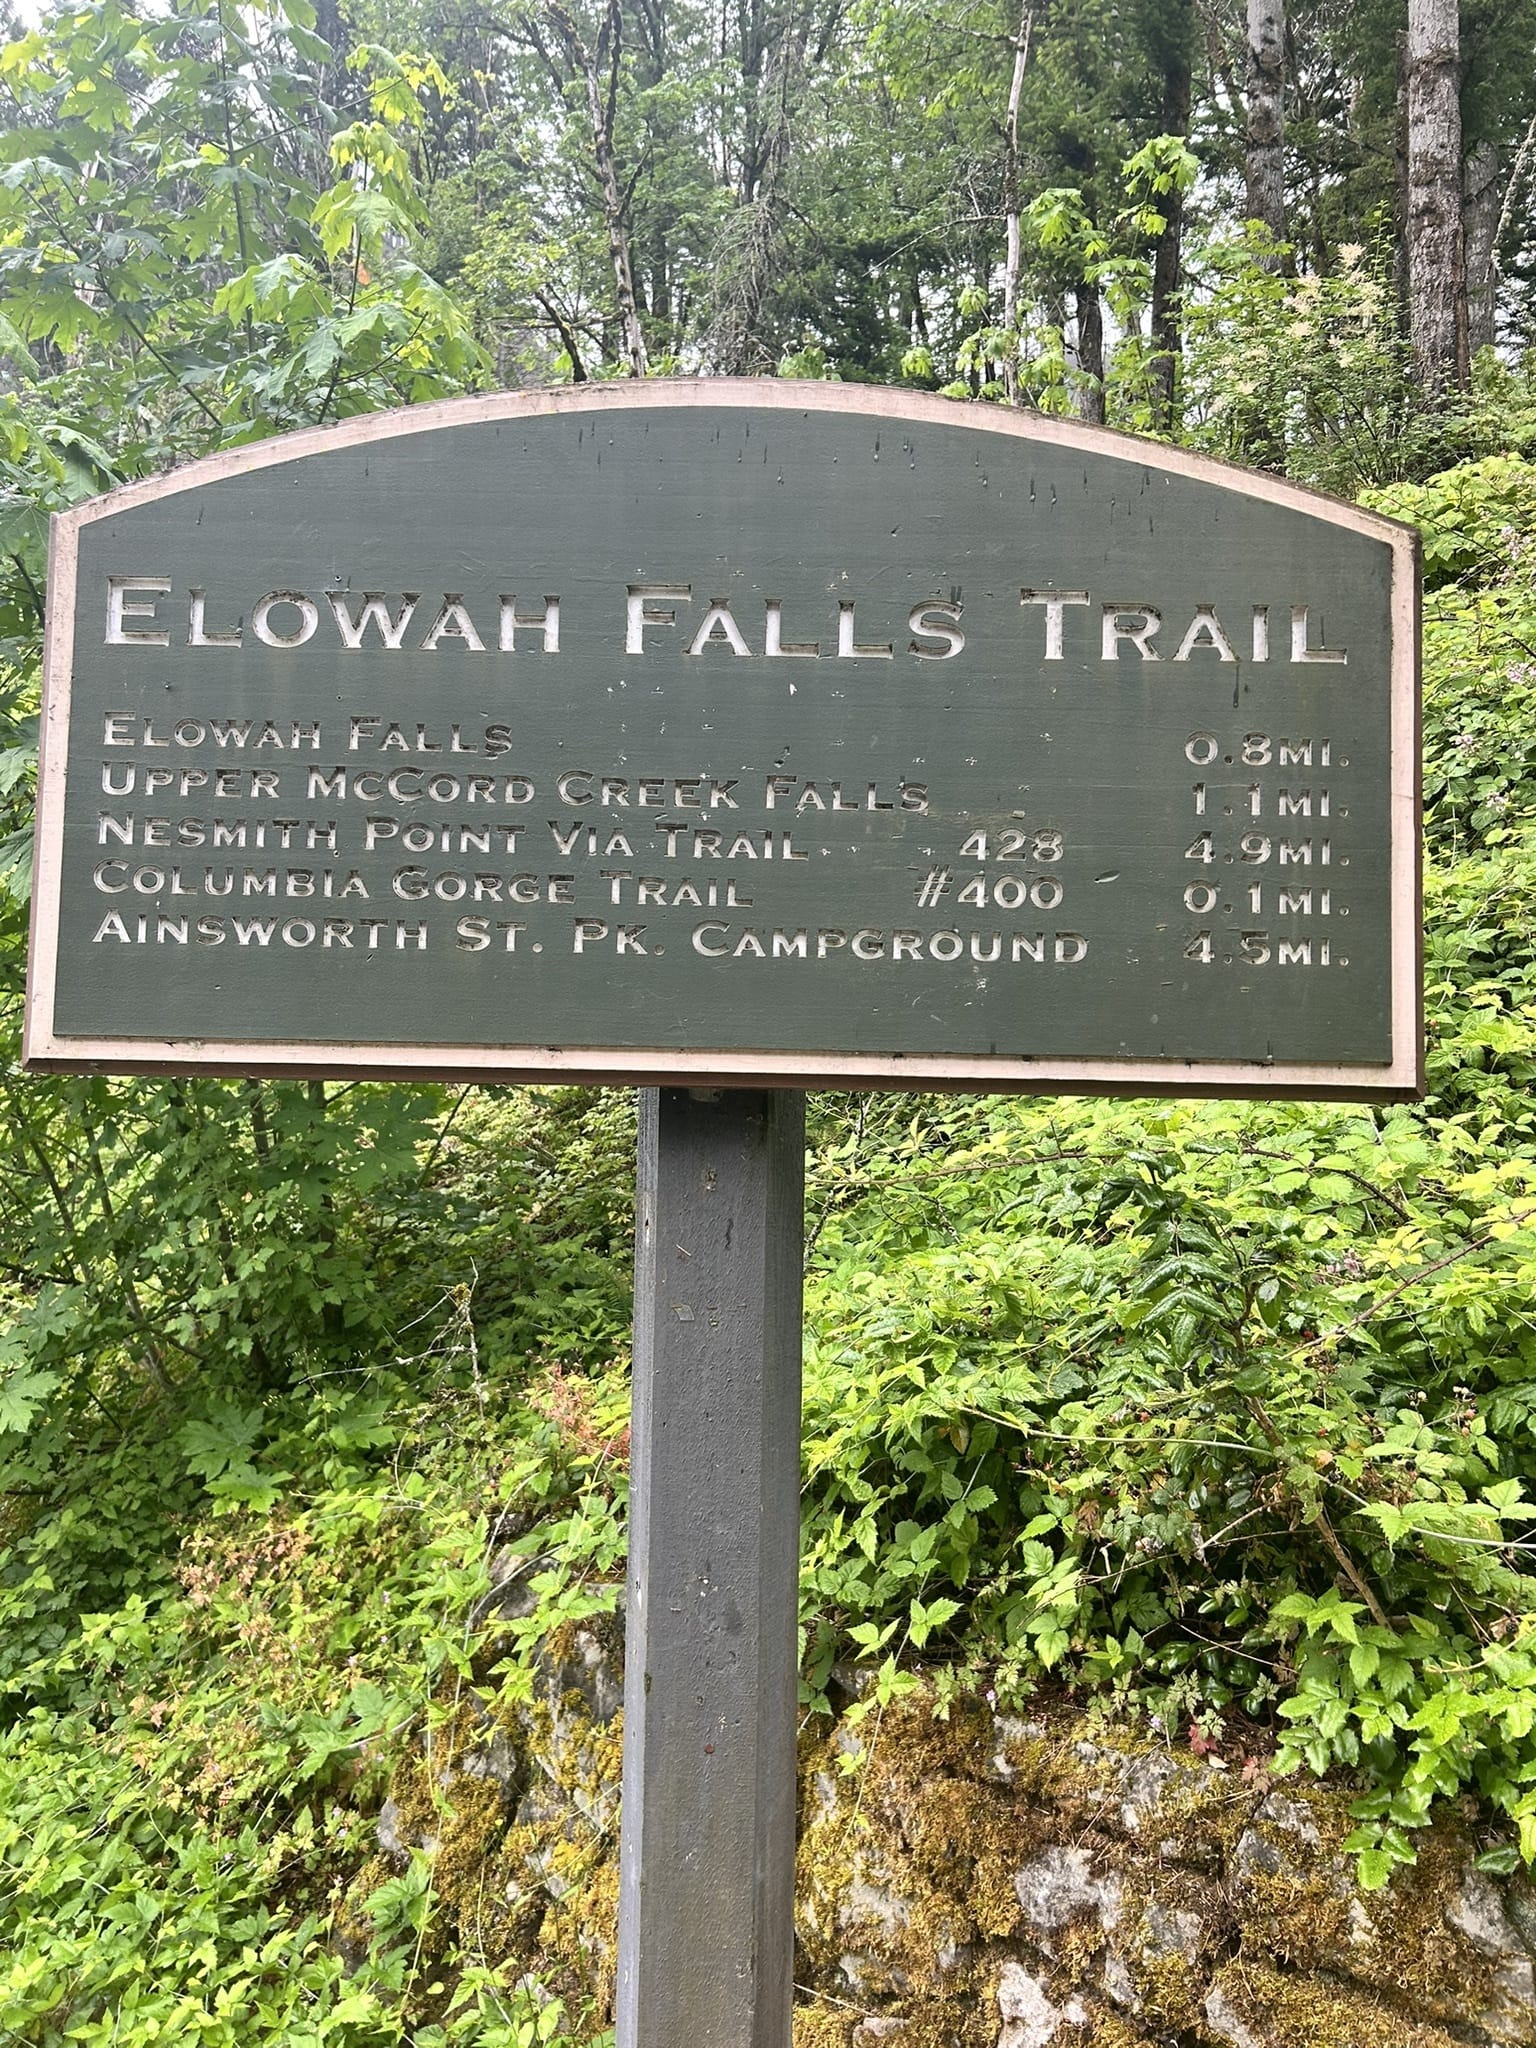 Elowah Falls Trail
Elowah Falls 0.8mi.
Upper McCord Creek Falls 1.1mi.
Nesmith Point Via Trail 428 4.9mi.
Columbia Gorge Trail #400 0.1mi.
Ainsworth St. Pk. Campground 4.5mi.